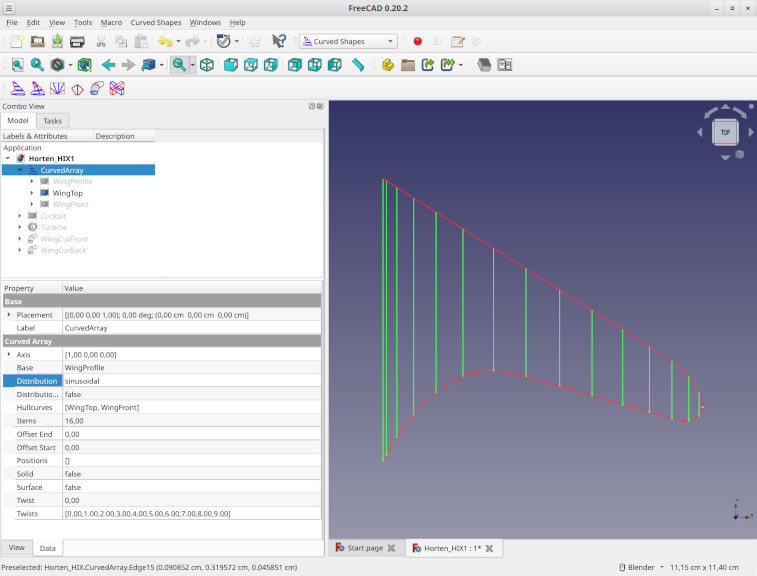 FreeCAD 0.20.2
File Edit View Tools Macro Curved Shapes Windows Help
Curved Shapes
Combo View
Model Tasks
Labels & Attributes Description
Application
Horten_HIX1
CurvedArray
WingProfile
WingTop
WingFront
Cockpit
Turbine
WingCutFront
WingCutBack
Property Value
Base
Placement [(0,00 0,00 1,00); 0,00 deg; (0,00 cm 0,00 cm 0,00 cm)]
Label CurvedArray
Curved Array
Axis [1,00 0,00 0,00]
Base WingProfile
Distribution sinusoidal
Distributio... false
Hullcurves [WingTop, WingFront]
Items 16,00
Offset End 0,00
Offset Start 0,00
Positions []
Solid false
Surface false
Twist 0,00
Twists [0.00,1.00,2.00,3.00,4.00,5.00,6.00,7.00,8.00,9.00]
View Data
TOP
Start page Horten_HIX1 : 1*
Preselected: Horten_HIX.CurvedArray.Edge15 (0.090852 cm, 0.319572 cm, 0.045851 cm) Blender 11,15 cm x 11,40 cm